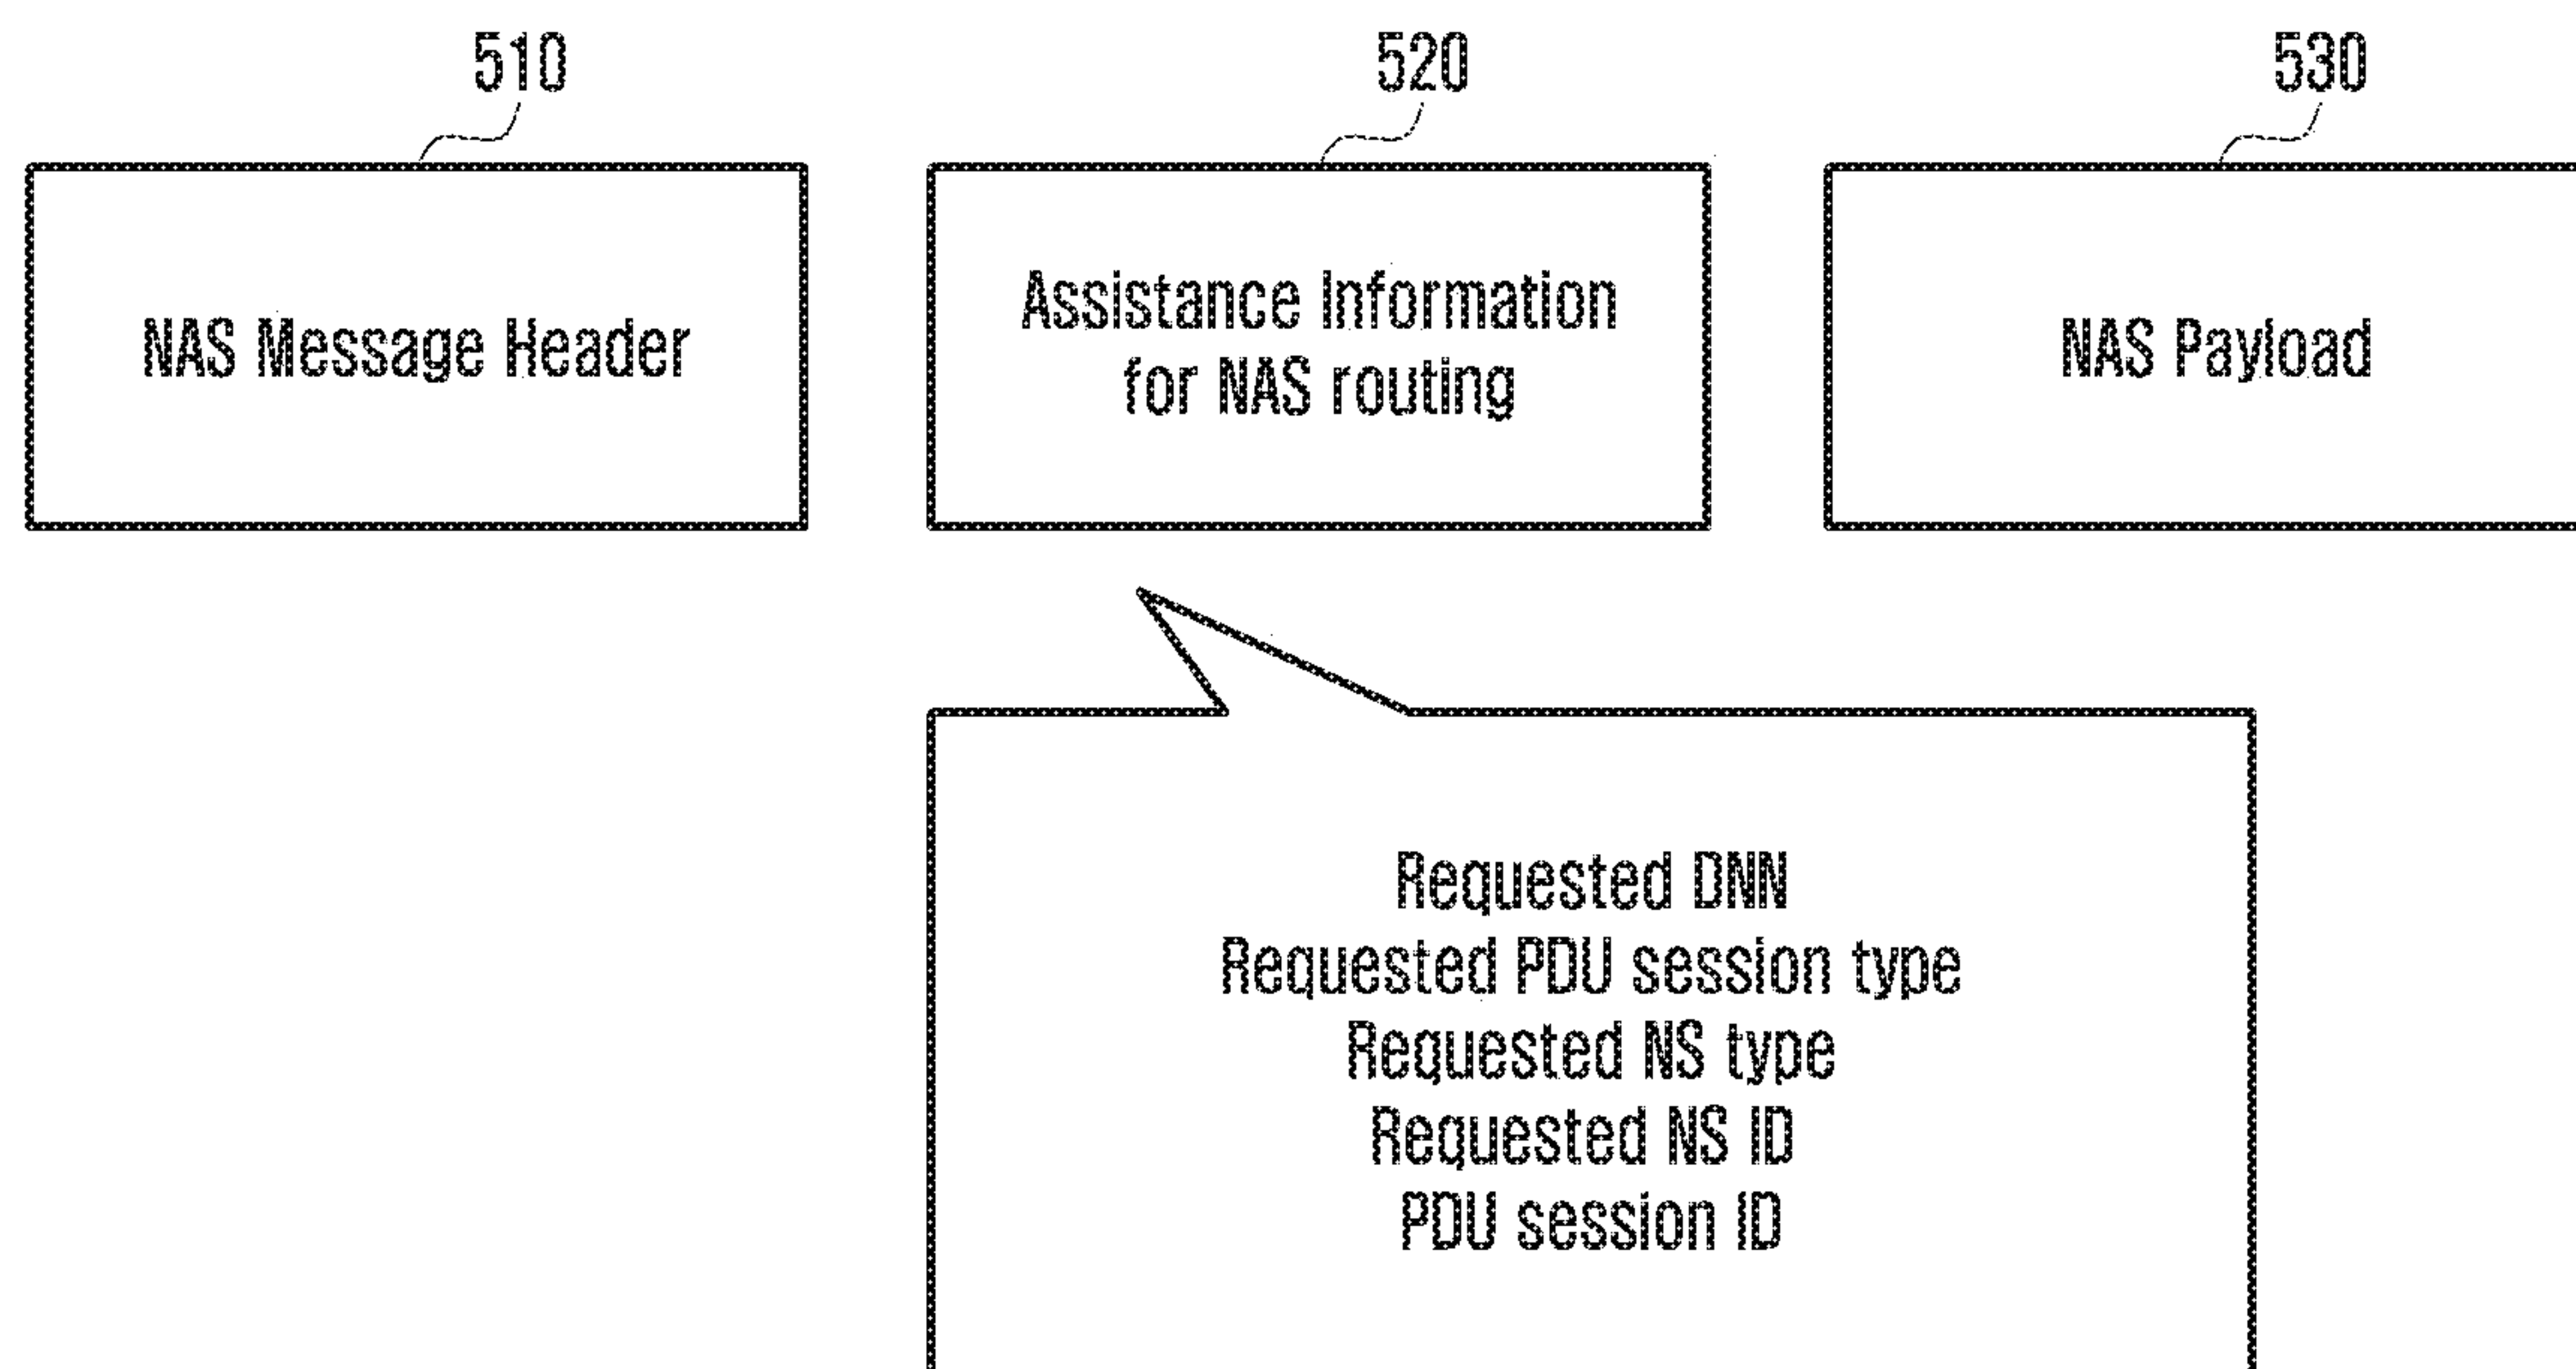 510
520
530
NAS Message Header
Assistance Information
for NAS routing
NAS Payload
Requested DNN
Requested PDU session type
Requested NS type
Requested NS ID
PDU session ID